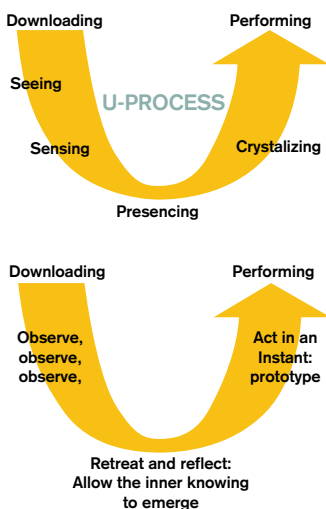 Downloading
Performing
Seeing
U-PROCESS
Sensing
Crystalizing
Presencing
Downloading
Performing
Observe,
observe,
observe,
Act in an
Instant:
prototype
Retreat and reflect:
Allow the inner knowing
to emerge